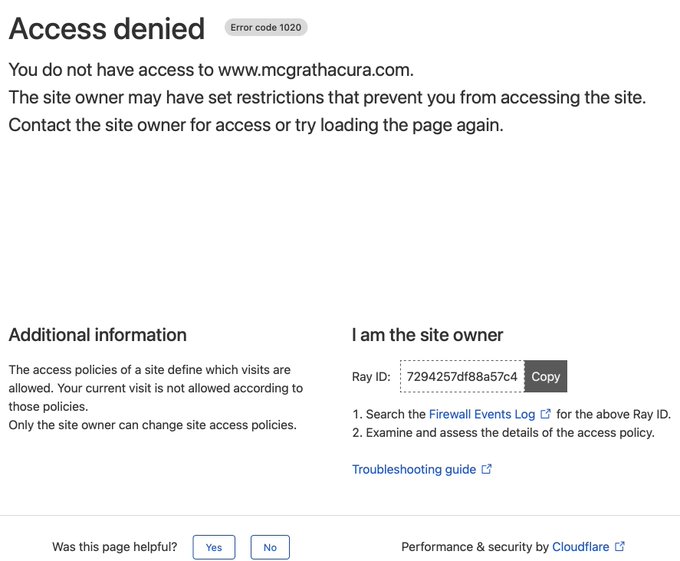 Access denied Error code 1020
You do not have access to www.mcgrathacura.com.
The site owner may have set restrictions that prevent you from accessing the site.
Contact the site owner for access or try loading the page again.
Additional information
The access policies of a site define which visits are
allowed. Your current visit is not allowed according to
those policies.
Only the site owner can change site access policies.
I am the site owner
Ray ID: 7294257df88a57c4 Copy
1. Search the Firewall Events Log for the above Ray ID.
2. Examine and assess the details of the access policy.
Troubleshooting guide
Was this page helpful? Yes No
Performance & security by Cloudflare